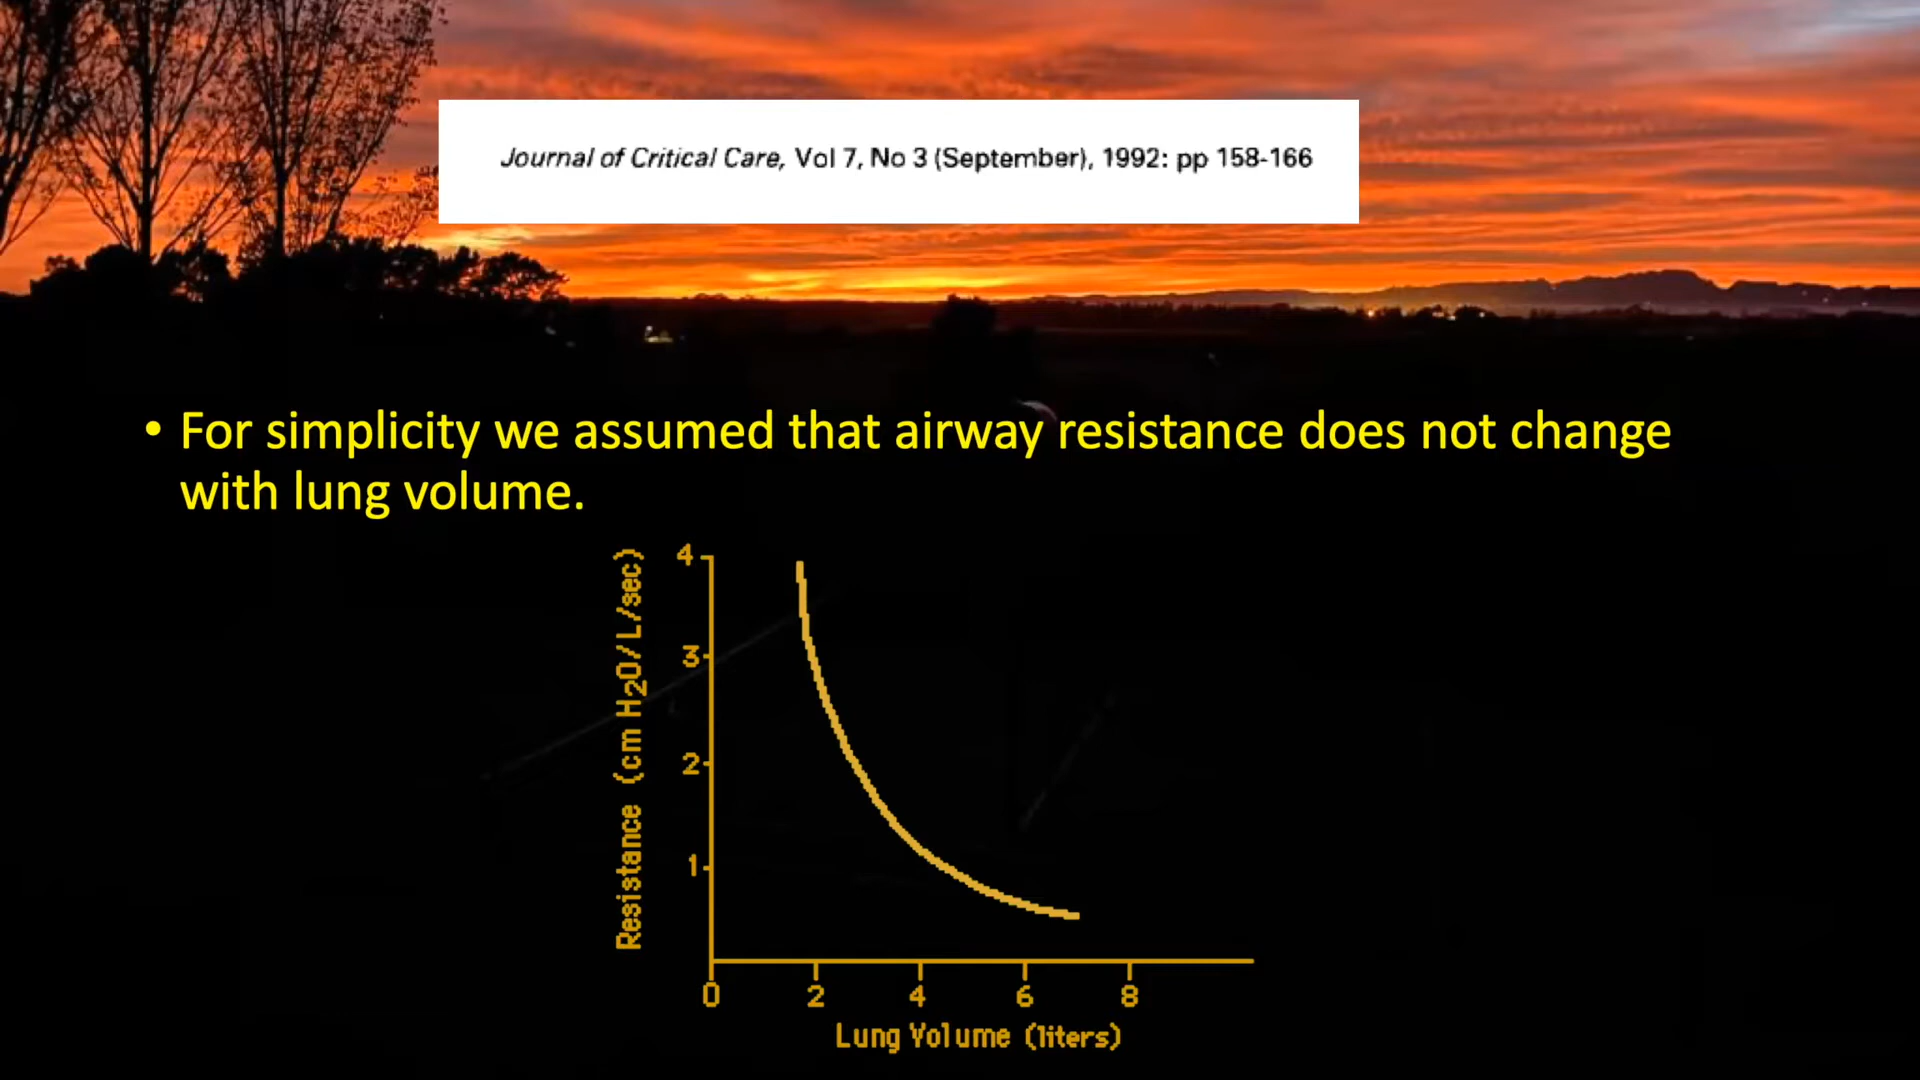 Journal of Critical Care, Vol 7, No 3 (September), 1992: pp 158-166
• For simplicity we assumed that airway resistance does not change
with lung volume.
Resistance (cm H₂O/L/sec)
4
3
2
1
0 2 4 6 8
Lung Volume (liters)